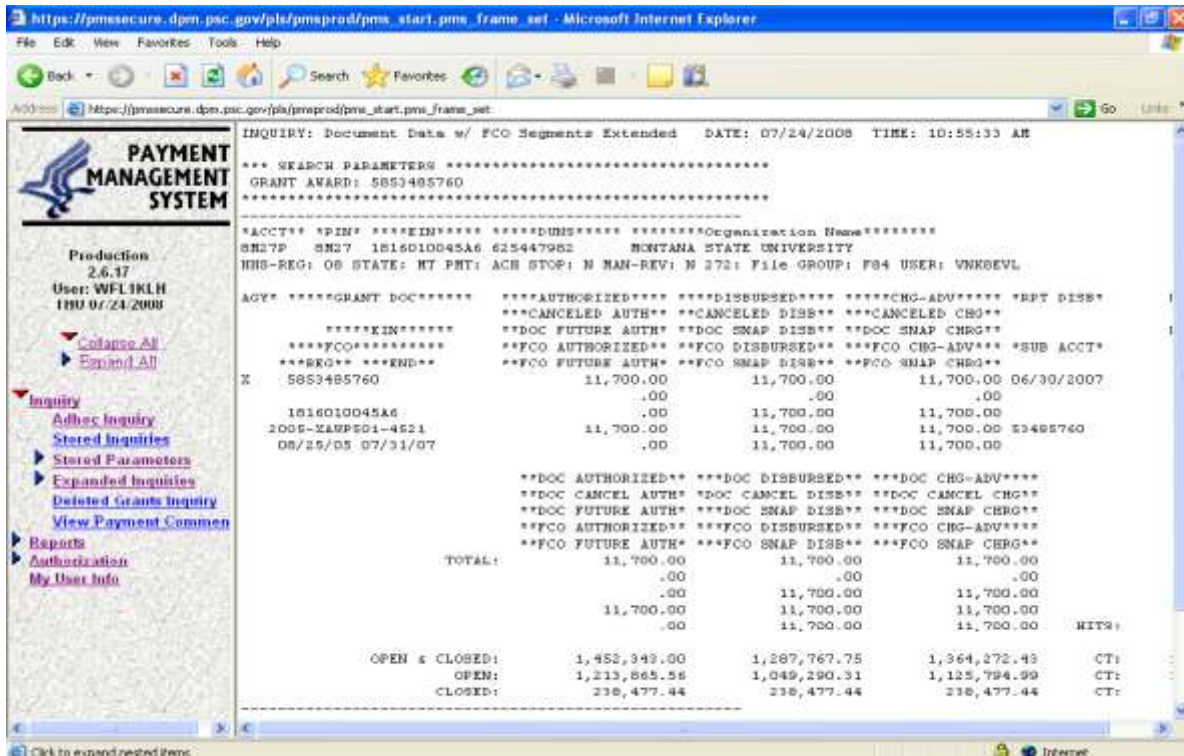 https://pmssecure.dpm.psc.gov/pls/pmsprod/pms_start.pms_frame_set - Microsoft Internet Explorer
File Edit View Favorites Tools Help
Back Search Favorites
Address https://pmssecure.dpm.psc.gov/pls/pmsprod/pms_start.pms_frame_set Go Links
PAYMENT
MANAGEMENT
SYSTEM
Production
2.6.17
User: WFL1KLH
THU 07/24/2008
Collapse All
Expand All
Inquiry
Adhoc Inquiry
Stored Inquiries
Stored Parameters
Expanded Inquiries
Deleted Grants Inquiry
View Payment Commen
Reports
Authorization
My User Info
INQUIRY: Document Data w/ FCO Segments Extended DATE: 07/24/2008 TIME: 10:55:33 AM
*** SEARCH PARAMETERS ***********************************
GRANT AWARD: 5853485760
*********************************************************
*ACCT** *PIN* ****EIN***** *****DUNS***** ********Organization Name********
8M27P 8M27 1816010045A6 625447982 MONTANA STATE UNIVERSITY
HHS-REG: 08 STATE: MT PMT: ACH STOP: N MAN-REV: N 272: File GROUP: F84 USER: VNK8EVL
AGY* *****GRANT DOC****** ****AUTHORIZED**** ****DISBURSED**** *****CHG-ADV***** *RPT DISB*
***CANCELED AUTH** **CANCELED DISB** ***CANCELED CHG**
*****EIN****** **DOC FUTURE AUTH* **DOC SNAP DISB** **DOC SNAP CHRG**
****FCO********** **FCO AUTHORIZED** **FCO DISBURSED** ***FCO CHG-ADV*** *SUB ACCT*
***BEG** ***END** **FCO FUTURE AUTH* **FCO SNAP DISB** ***FCO SNAP CHRG**
X 5853485760 11,700.00 11,700.00 11,700.00 06/30/2007
.00 .00 .00
1816010045A6 .00 11,700.00 11,700.00
2005-XAWPS01-4521 11,700.00 11,700.00 11,700.00 53485760
08/25/05 07/31/07 .00 11,700.00 11,700.00
**DOC AUTHORIZED** ***DOC DISBURSED** ***DOC CHG-ADV****
**DOC CANCEL AUTH* *DOC CANCEL DISB** **DOC CANCEL CHG**
**DOC FUTURE AUTH* ***DOC SNAP DISB** ***DOC SNAP CHRG**
**FCO AUTHORIZED** ***FCO DISBURSED** ***FCO CHG-ADV****
**FCO FUTURE AUTH* ***FCO SNAP DISB** ***FCO SNAP CHRG**
TOTAL: 11,700.00 11,700.00 11,700.00
.00 .00 .00
.00 11,700.00 11,700.00
11,700.00 11,700.00 11,700.00
.00 11,700.00 11,700.00 HITS:
OPEN & CLOSED: 1,452,343.00 1,287,767.75 1,364,272.43 CT:
OPEN: 1,213,865.56 1,049,290.31 1,125,794.99 CT:
CLOSED: 238,477.44 238,477.44 238,477.44 CT:
Click to expand nested items. Internet